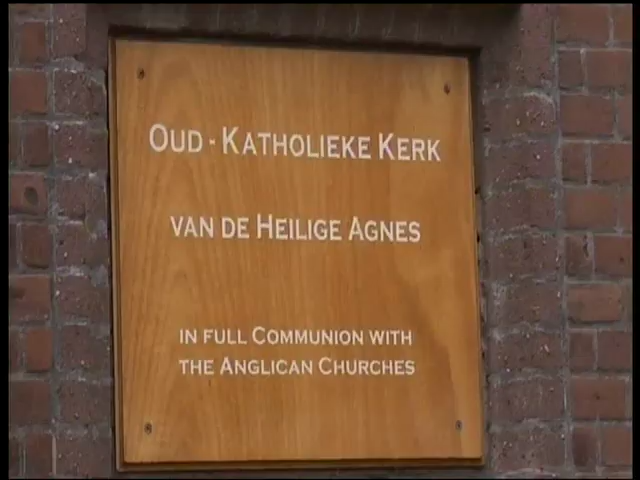 OUD - KATHOLIEKE KERK
VAN DE HEILIGE AGNES
IN FULL COMMUNION WITH
THE ANGLICAN CHURCHES